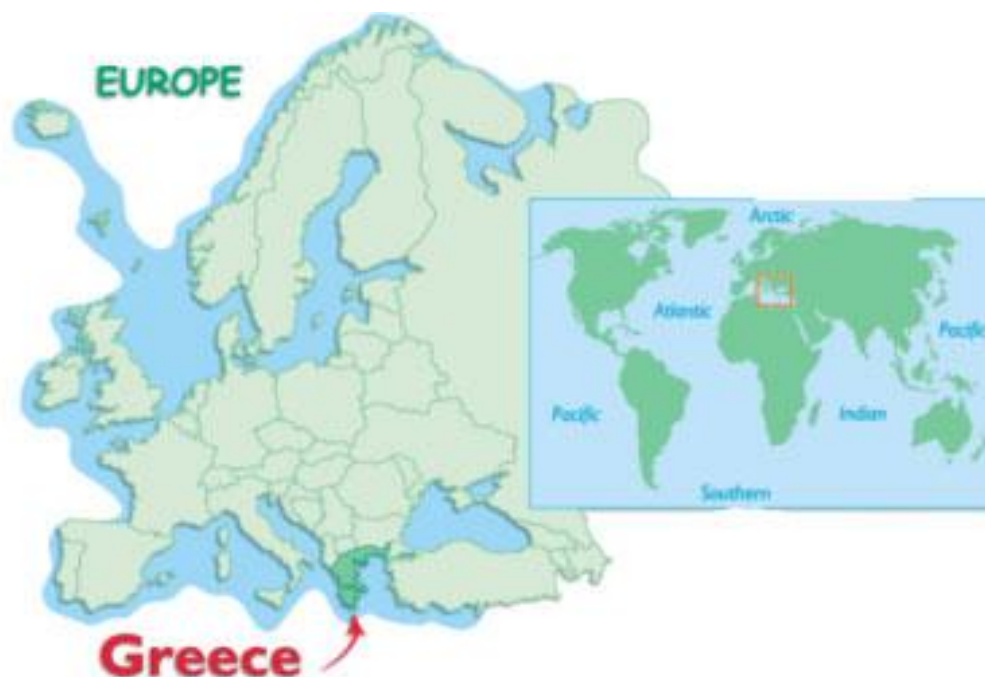 EUROPE
Arctic
Atlantic
Pacific
Pacific
Indian
Southern
Greece